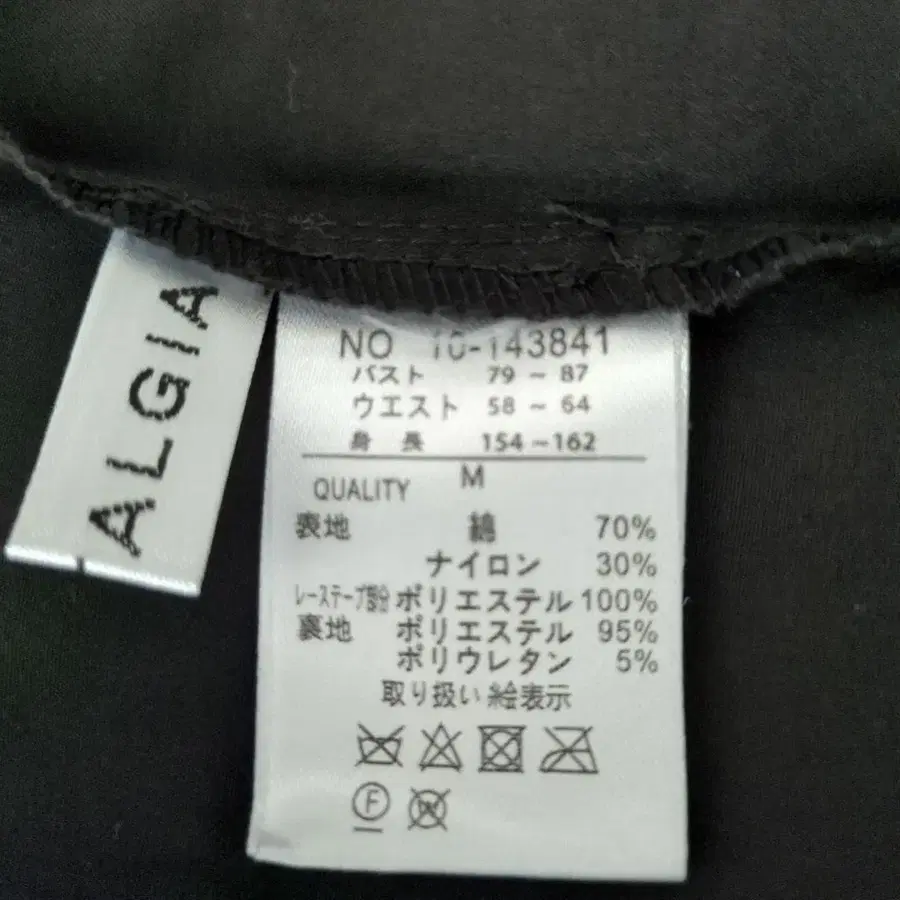 ALGIA
NO 10-143841
バスト 79 ~ 87
ウエスト 58 ~ 64
身 長 154~162
QUALITY M
表地 綿 70%
ナイロン 30%
レーステープ部分 ポリエステル 100%
裏地 ポリエステル 95%
ポリウレタン 5%
取り扱い絵表示
F
W